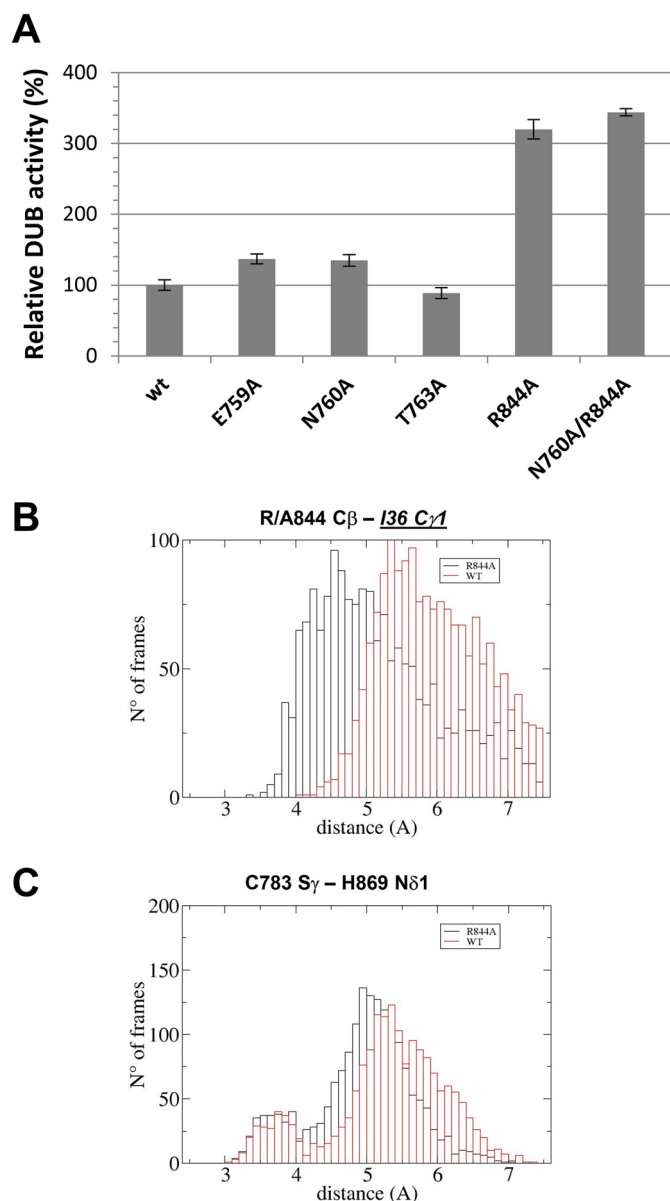 A
Relative DUB activity (%)
400
300
200
100
0
wt
E759A
N760A
T763A
R844A
N760A/R844A
B
R/A844 Cβ – I36 Cγ1
N° of frames
100
50
0
R844A
WT
3 4 5 6 7
distance (A)
C
C783 Sγ – H869 Nδ1
N° of frames
200
150
100
50
0
R844A
WT
3 4 5 6 7
distance (A)